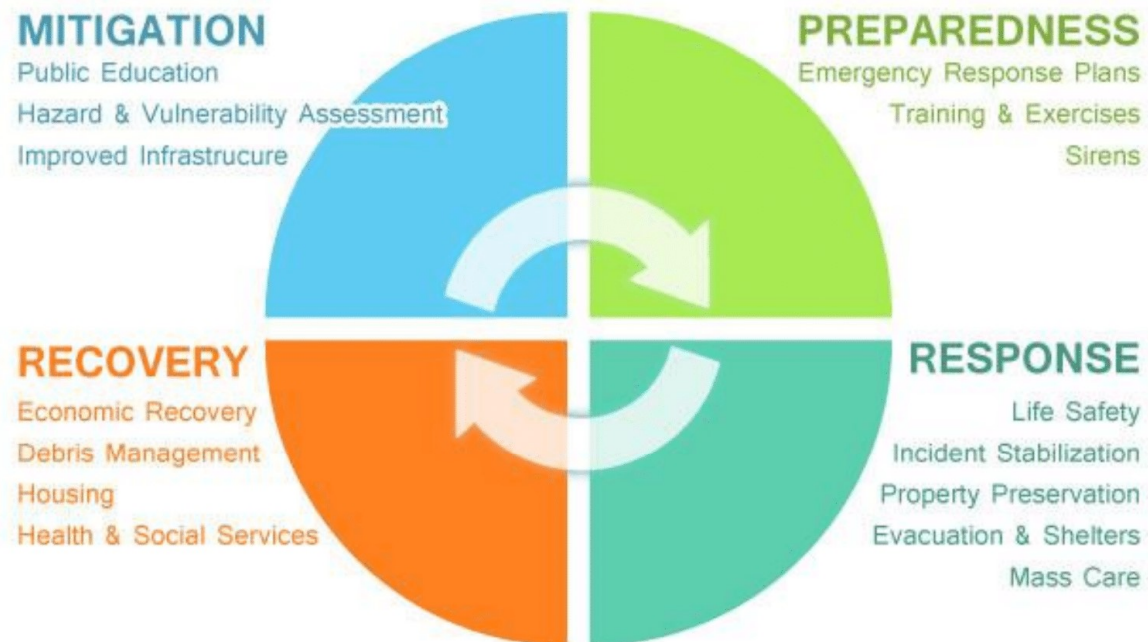 MITIGATION
Public Education
Hazard & Vulnerability Assessment
Improved Infrastrucure
PREPAREDNESS
Emergency Response Plans
Training & Exercises
Sirens
RECOVERY
Economic Recovery
Debris Management
Housing
Health & Social Services
RESPONSE
Life Safety
Incident Stabilization
Property Preservation
Evacuation & Shelters
Mass Care